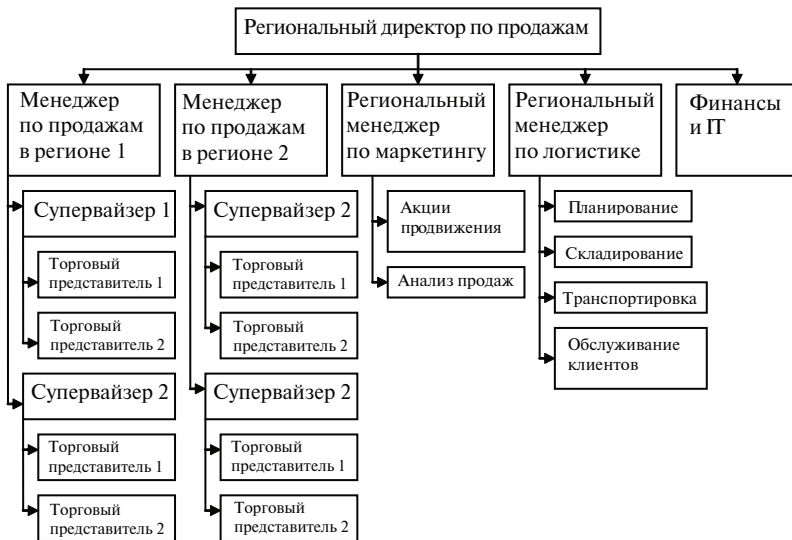 Региональный директор по продажам
Менеджер
по продажам
в регионе 1
Супервайзер 1
Торговый
представитель 1
Торговый
представитель 2
Супервайзер 2
Торговый
представитель 1
Торговый
представитель 2
Менеджер
по продажам
в регионе 2
Супервайзер 2
Торговый
представитель 1
Торговый
представитель 2
Супервайзер 2
Торговый
представитель 1
Торговый
представитель 2
Региональный
менеджер
по маркетингу
Акции
продвижения
Анализ продаж
Региональный
менеджер
по логистике
Планирование
Складирование
Транспортировка
Обслуживание
клиентов
Финансы
и IT